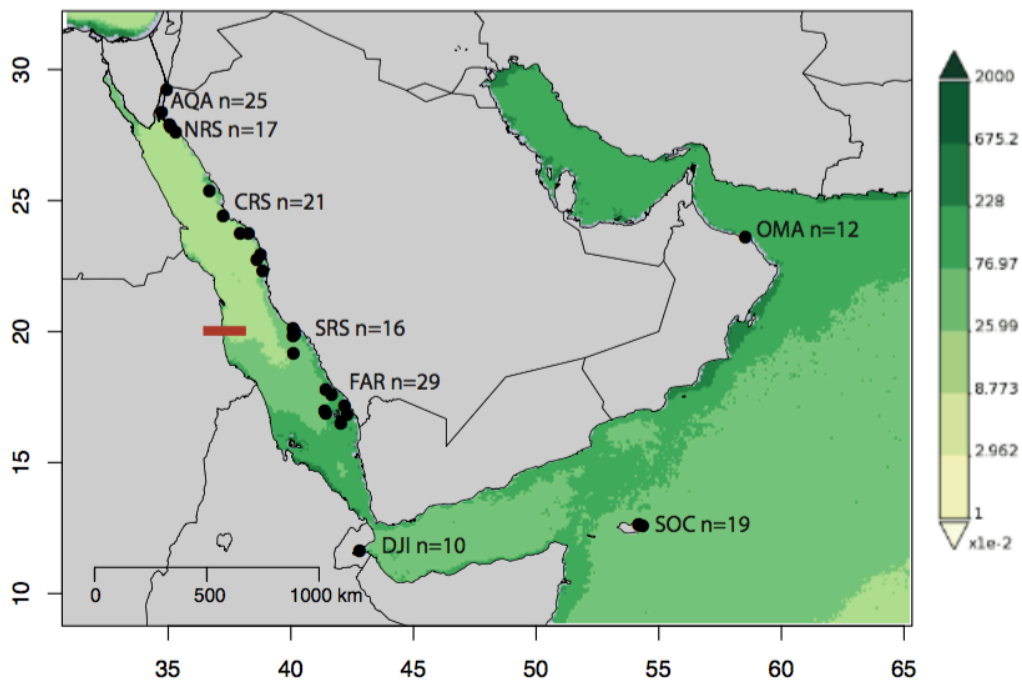 30
25
20
15
10
AQA n=25
NRS n=17
CRS n=21
SRS n=16
FAR n=29
OMA n=12
SOC n=19
DJI n=10
0 500 1000 km
35 40 45 50 55 60 65
2000
675.2
228
76.97
25.99
8.773
2.962
1
x1e-2